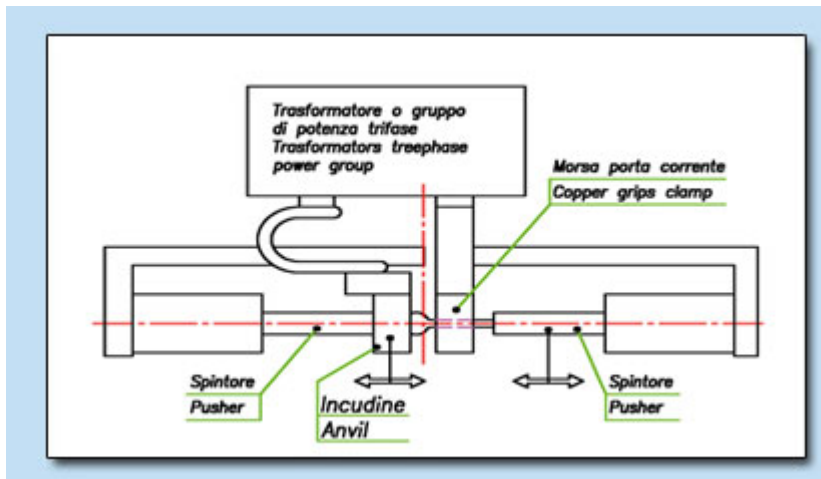 Trasformatore o gruppo
di potenza trifase
Trasformators treephase
power group
Morsa porta corrente
Copper grips clamp
Spintore
Pusher
Incudine
Anvil
Spintore
Pusher